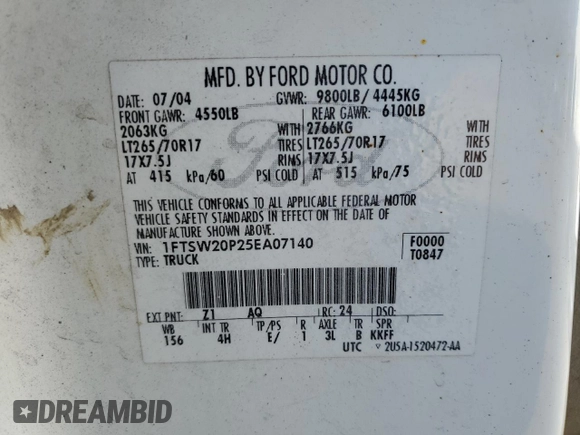 MFD. BY FORD MOTOR CO.
DATE: 07/04 GVWR: 9800LB/ 4445KG
FRONT GAWR: 4550LB REAR GAWR: 6100LB
2063KG WITH 2766KG WITH
LT265/70R17 TIRES LT265/70R17 TIRES
17X7.5J RIMS 17X7.5J RIMS
AT 415 kPa/60 PSI COLD AT 515 kPa/75 PSI COLD
THIS VEHICLE CONFORMS TO ALL APPLICABLE FEDERAL MOTOR
VEHICLE SAFETY STANDARDS IN EFFECT ON THE DATE OF
MANUFACTURE SHOWN ABOVE.
VIN: 1FTSW20P25EA07140 F0000
TYPE: TRUCK T0847
EXT PNT: Z1 AQ RC: 24 DSO:
WB INT TR TP/PS R AXLE TR SPR
156 4H E/ 1 3L B KKFF
UTC 2U5A-1520472-AA
Ford
DREAMBID